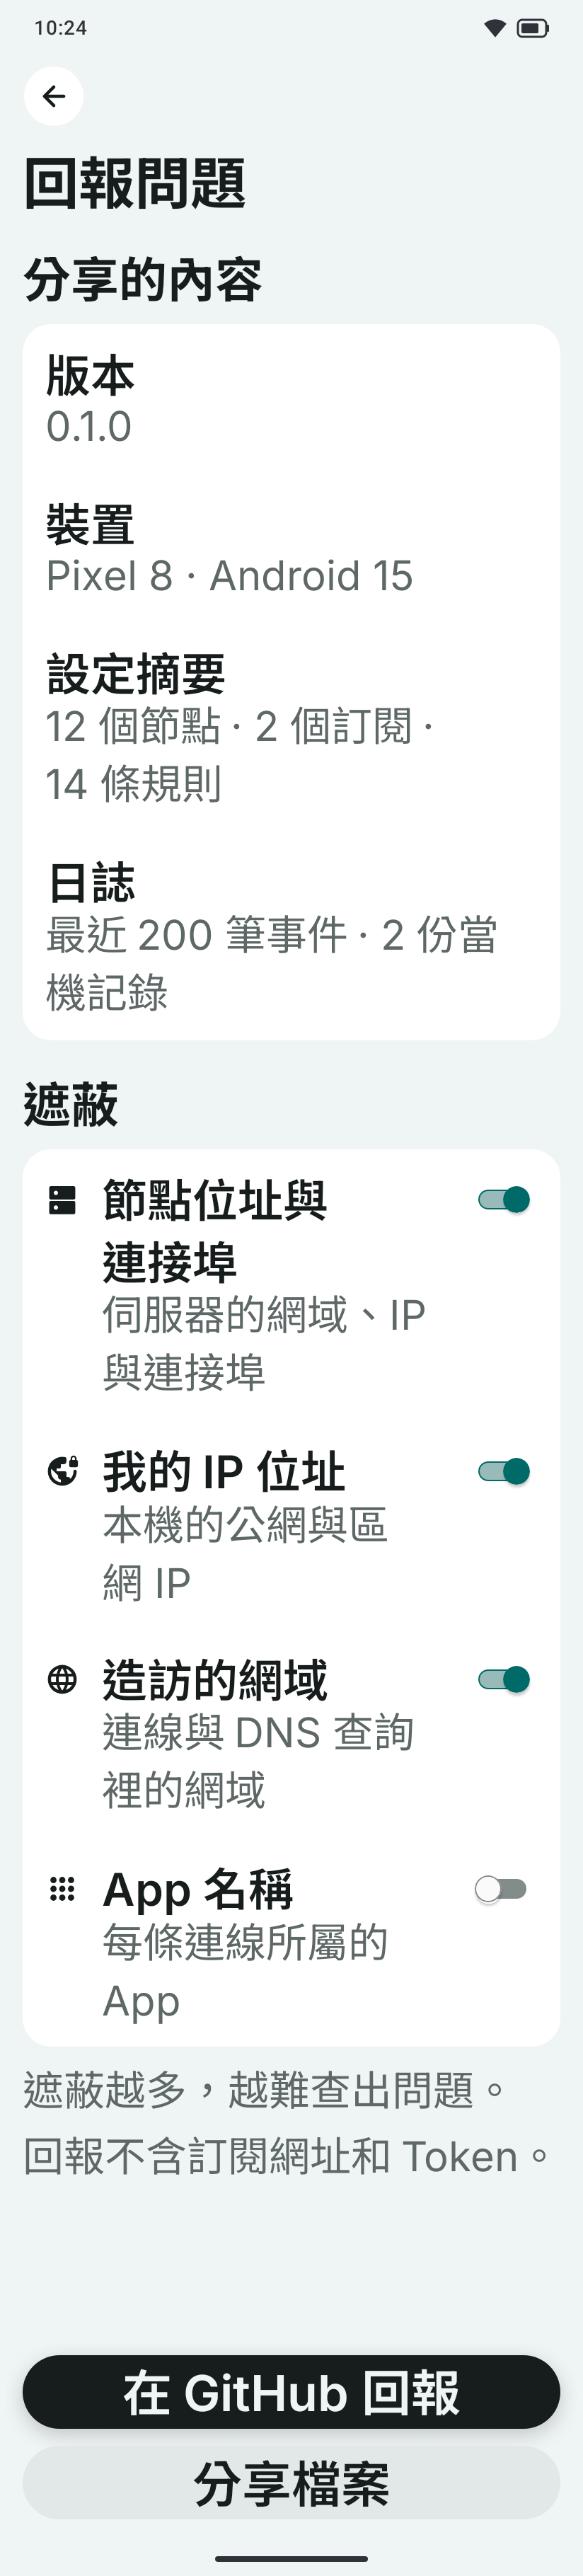 10:24
回報問題
分享的內容
版本
0.1.0
裝置
Pixel 8 · Android 15
設定摘要
12 個節點 · 2 個訂閱 ·
14 條規則
日誌
最近 200 筆事件 · 2 份當
機記錄
遮蔽
節點位址與
連接埠
伺服器的網域、IP
與連接埠
我的 IP 位址
本機的公網與區
網 IP
造訪的網域
連線與 DNS 查詢
裡的網域
App 名稱
每條連線所屬的
App
遮蔽越多，越難查出問題。
回報不含訂閱網址和 Token。
在 GitHub 回報
分享檔案